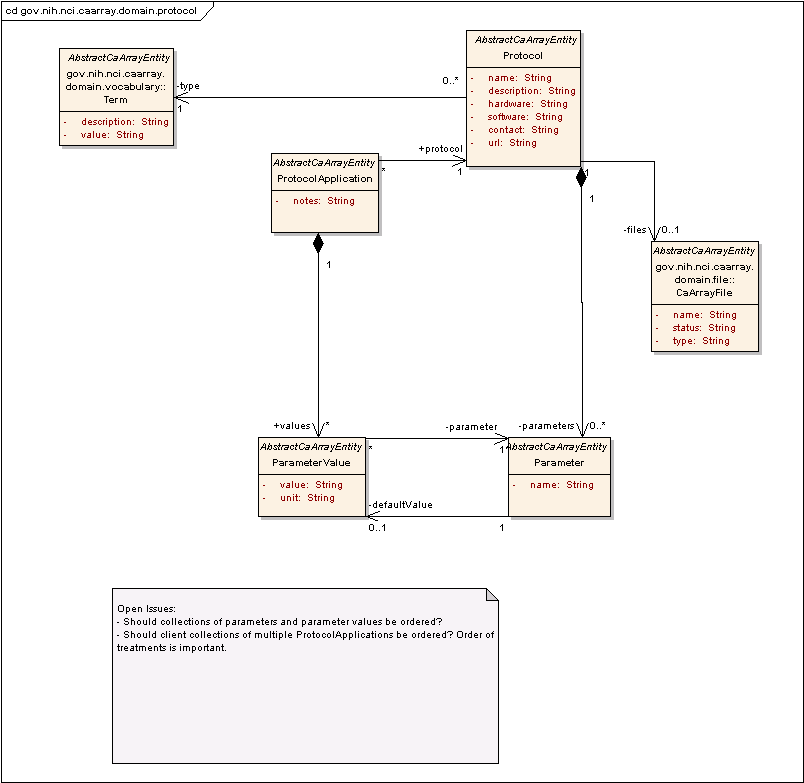 cd gov.nih.nci.caarray.domain.protocol
AbstractCaArrayEntity
gov.nih.nci.caarray.
domain.vocabulary::
Term
- description: String
- value: String
-type
1
0..*
AbstractCaArrayEntity
Protocol
- name: String
- description: String
- hardware: String
- software: String
- contact: String
- url: String
AbstractCaArrayEntity
ProtocolApplication
- notes: String
+protocol
*
1
1
1
1
-files
0..1
AbstractCaArrayEntity
gov.nih.nci.caarray.
domain.file::
CaArrayFile
- name: String
- status: String
- type: String
+values
*
-parameter
-parameters
0..*
AbstractCaArrayEntity
ParameterValue
- value: String
- unit: String
*
1
AbstractCaArrayEntity
Parameter
- name: String
-defaultValue
0..1
1
Open Issues:
- Should collections of parameters and parameter values be ordered?
- Should client collections of multiple ProtocolApplications be ordered? Order of
treatments is important.